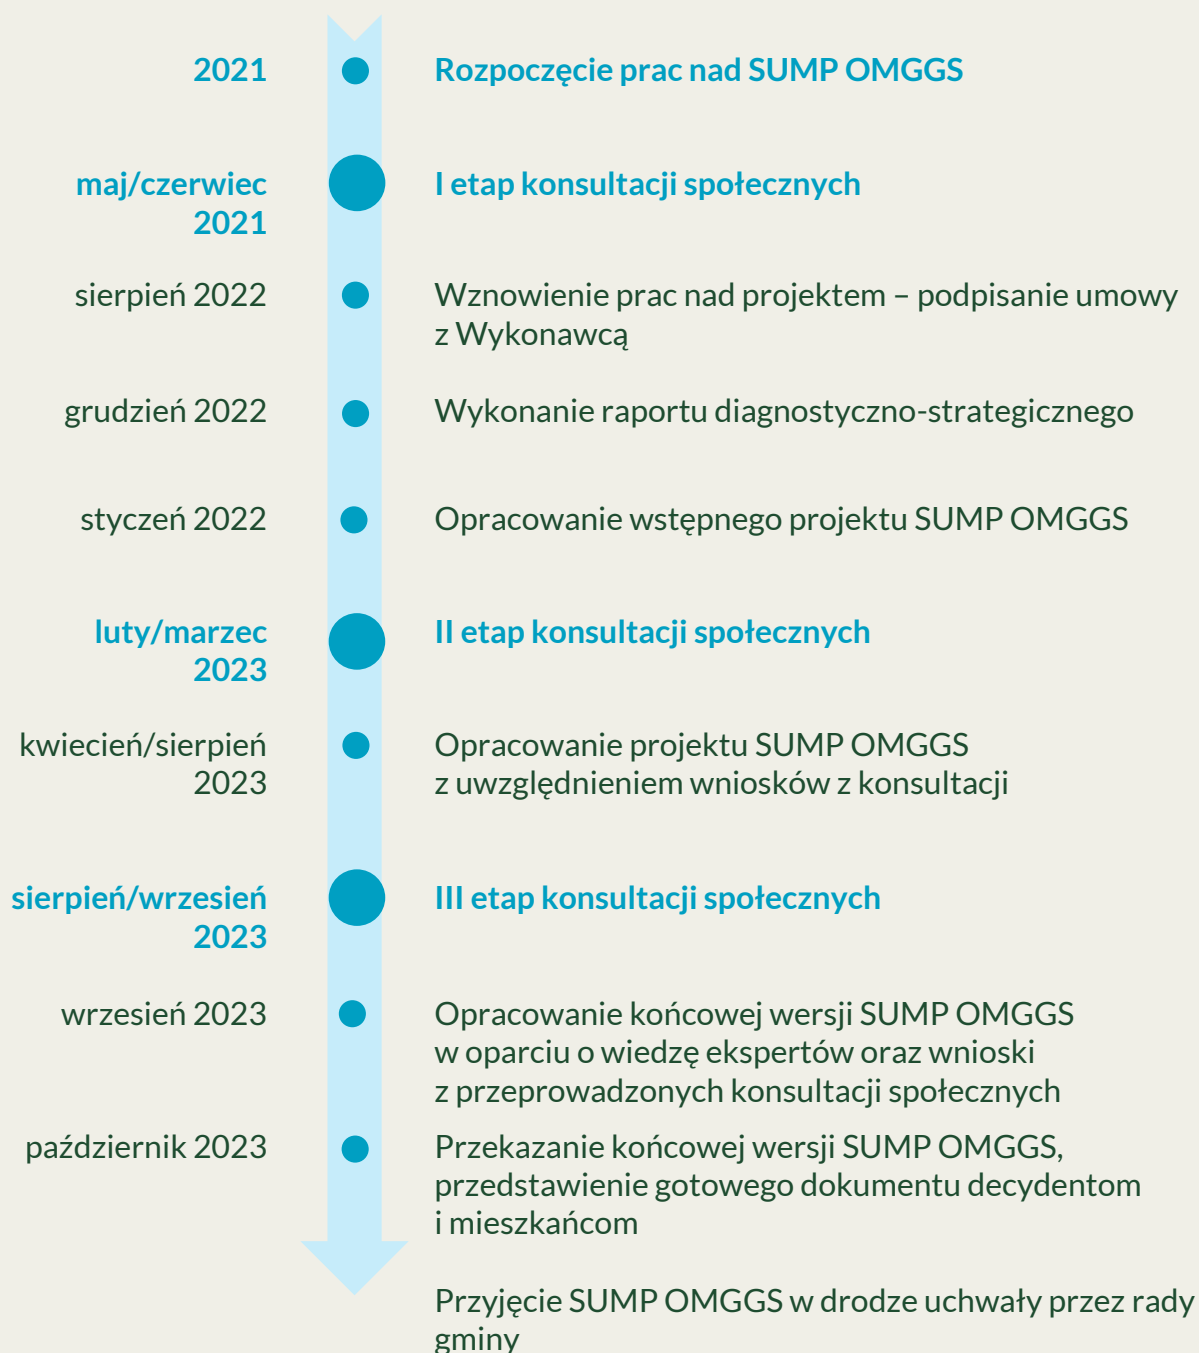 2021
Rozpoczęcie prac nad SUMP OMGGS
maj/czerwiec
2021
I etap konsultacji społecznych
sierpień 2022
Wznowienie prac nad projektem – podpisanie umowy
z Wykonawcą
grudzień 2022
Wykonanie raportu diagnostyczno-strategicznego
styczeń 2022
Opracowanie wstępnego projektu SUMP OMGGS
luty/marzec
2023
II etap konsultacji społecznych
kwiecień/sierpień
2023
Opracowanie projektu SUMP OMGGS
z uwzględnieniem wniosków z konsultacji
sierpień/wrzesień
2023
III etap konsultacji społecznych
wrzesień 2023
Opracowanie końcowej wersji SUMP OMGGS
w oparciu o wiedzę ekspertów oraz wnioski
z przeprowadzonych konsultacji społecznych
październik 2023
Przekazanie końcowej wersji SUMP OMGGS,
przedstawienie gotowego dokumentu decydentom
i mieszkańcom
Przyjęcie SUMP OMGGS w drodze uchwały przez rady
gminy